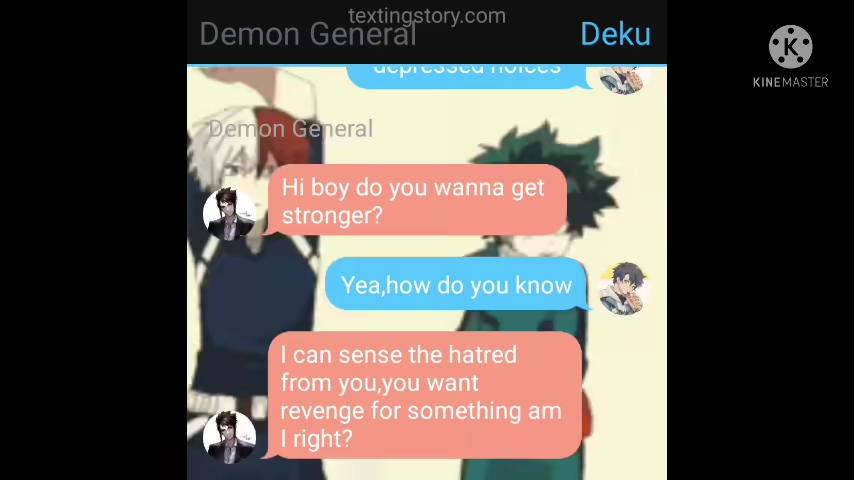 textingstory.com
Demon General
Deku
KINEMASTER
depressed noices
Demon General
Hi boy do you wanna get
stronger?
Yea,how do you know
I can sense the hatred
from you,you want
revenge for something am
I right?